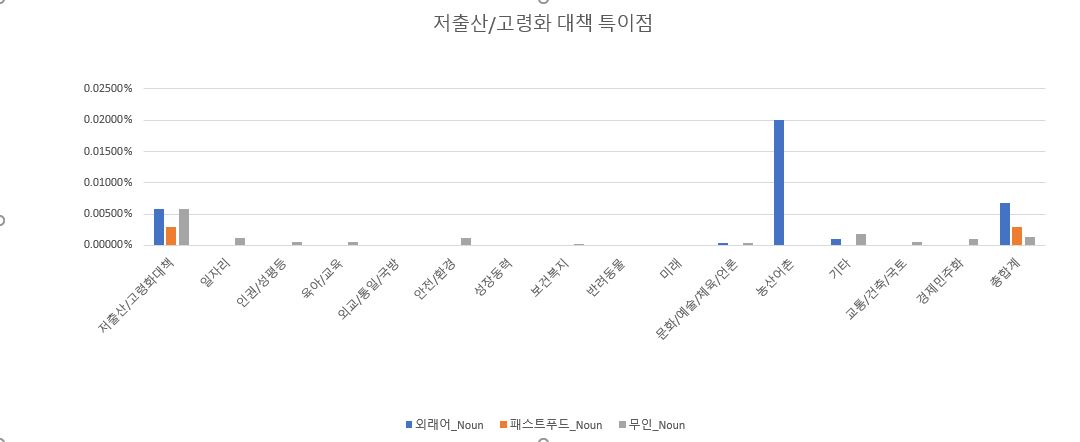 저출산/고령화 대책 특이점
0.02500%
0.02000%
0.01500%
0.01000%
0.00500%
0.00000%
저출산/고령화대책
일자리
인권/성평등
육아/교육
외교/통일/국방
안전/환경
성장동력
보건복지
반려동물
미래
문화/예술/체육/언론
농산어촌
기타
교통/건축/국토
경제민주화
총합계
외래어_Noun 패스트푸드_Noun 무인_Noun